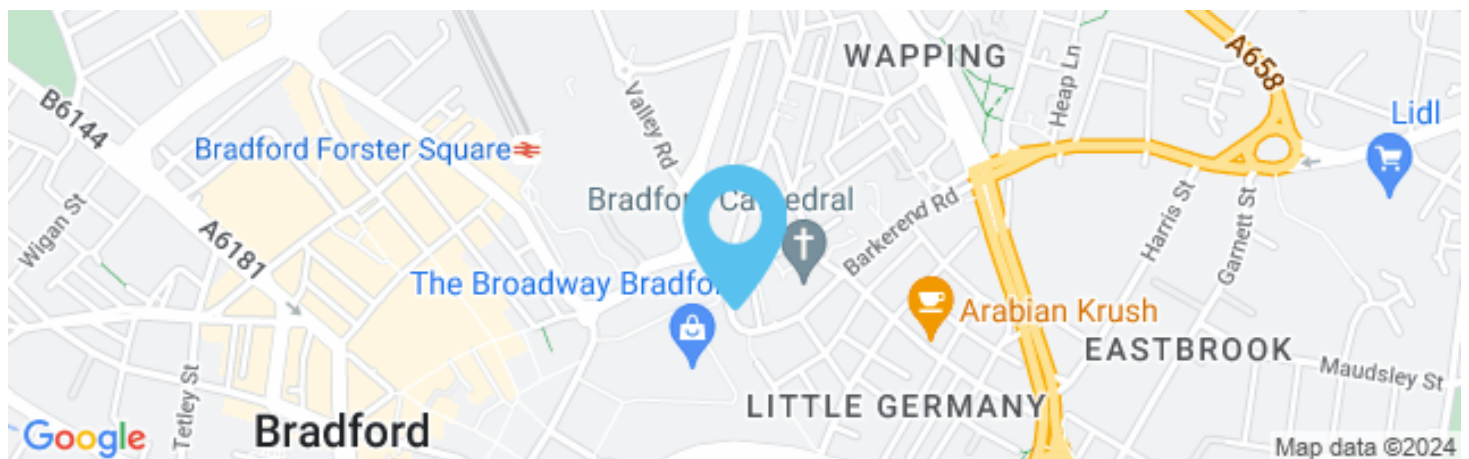 WAPPING
A658
Heap Ln
B6144
Valley Rd
Lidl
Bradford Forster Square
Wigan St
Bradford Cathedral
Barkerend Rd
Harris St
Garnett St
A6181
The Broadway Bradfor
Arabian Krush
EASTBROOK
Maudsley St
Tetley St
LITTLE GERMANY
Bradford
Google
Map data ©2024